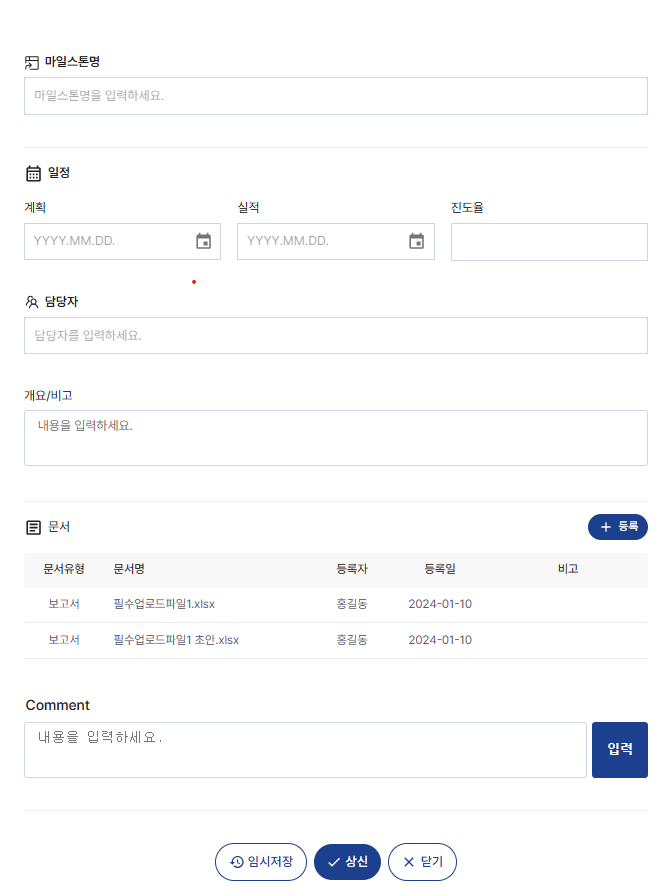 마일스톤명
마일스톤명을 입력하세요.
일정
계획 실적 진도율
YYYY.MM.DD. YYYY.MM.DD.
담당자
담당자를 입력하세요.
개요/비고
내용을 입력하세요.
문서 등록
문서유형 문서명 등록자 등록일 비고
보고서 필수업로드파일1.xlsx 홍길동 2024-01-10
보고서 필수업로드파일1 초안.xlsx 홍길동 2024-01-10
Comment
내용을 입력하세요.
입력
임시저장 상신 닫기